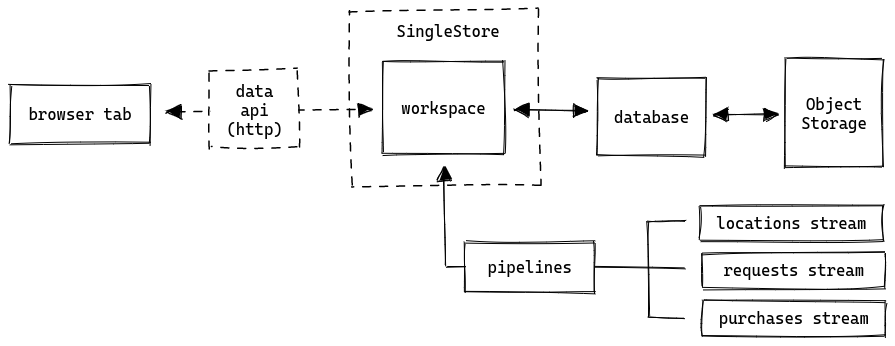 SingleStore
browser tab
data
api
(http)
workspace
database
Object
Storage
pipelines
locations stream
requests stream
purchases stream